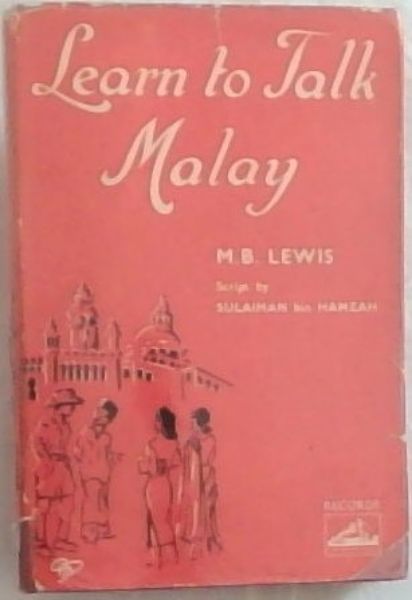 Learn to Talk
Malay
M.B. LEWIS
Script by
SULAIMAN bin HAMZAH
RECORDS